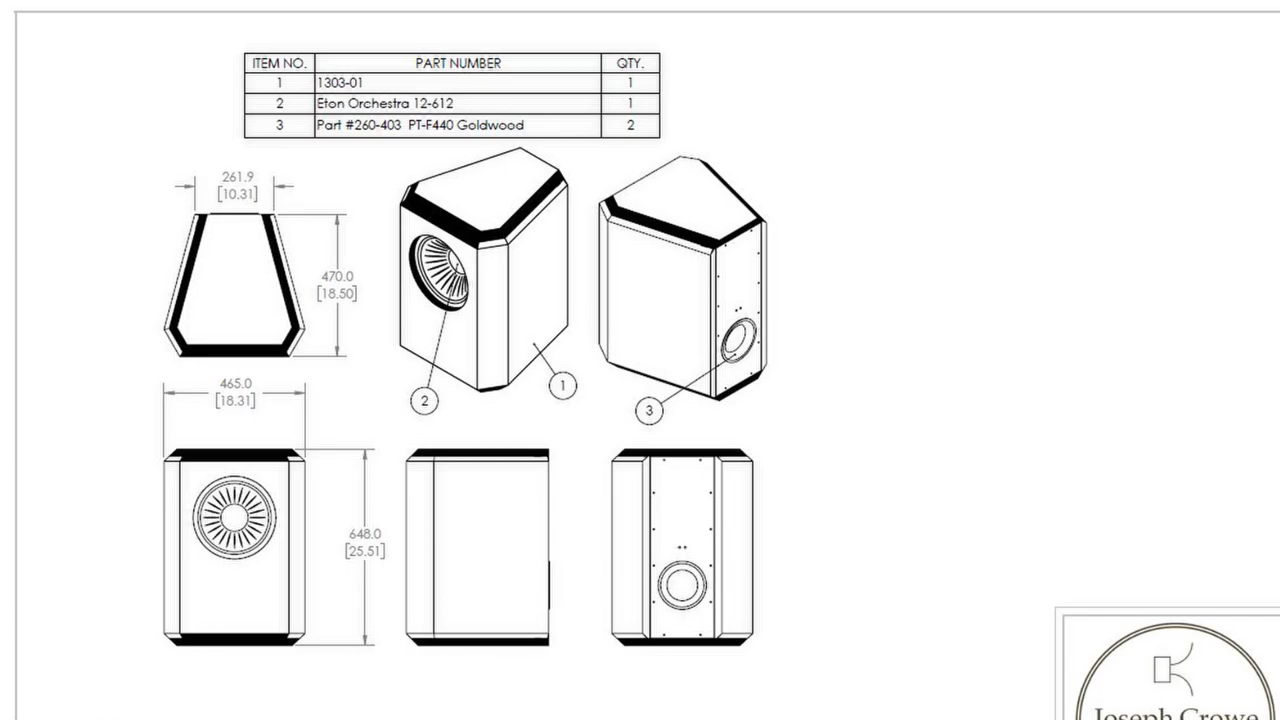 ITEM NO. PART NUMBER QTY.
1 1303-01 1
2 Eton Orchestra 12-612 1
3 Part #260-403 PT-F440 Goldwood 2
261.9
[10.31]
470.0
[18.50]
465.0
[18.31]
2
1
3
648.0
[25.51]
Joseph Crowe